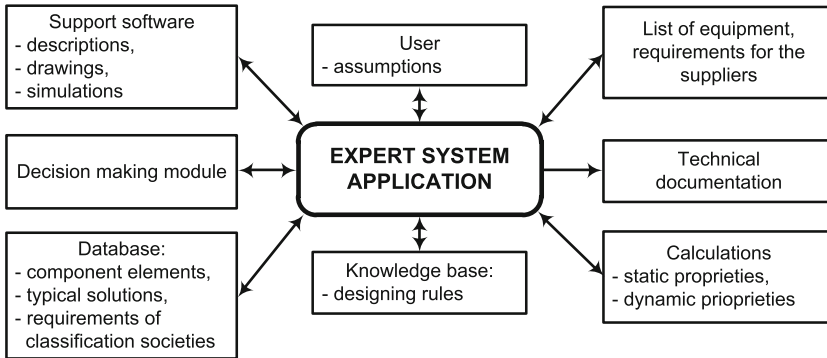 Support software
- descriptions,
- drawings,
- simulations
User
- assumptions
List of equipment,
requirements for the
suppliers
Decision making module
EXPERT SYSTEM
APPLICATION
Technical
documentation
Database:
- component elements,
- typical solutions,
- requirements of
classification societies
Knowledge base:
- designing rules
Calculations
- static proprieties,
- dynamic prioprieties